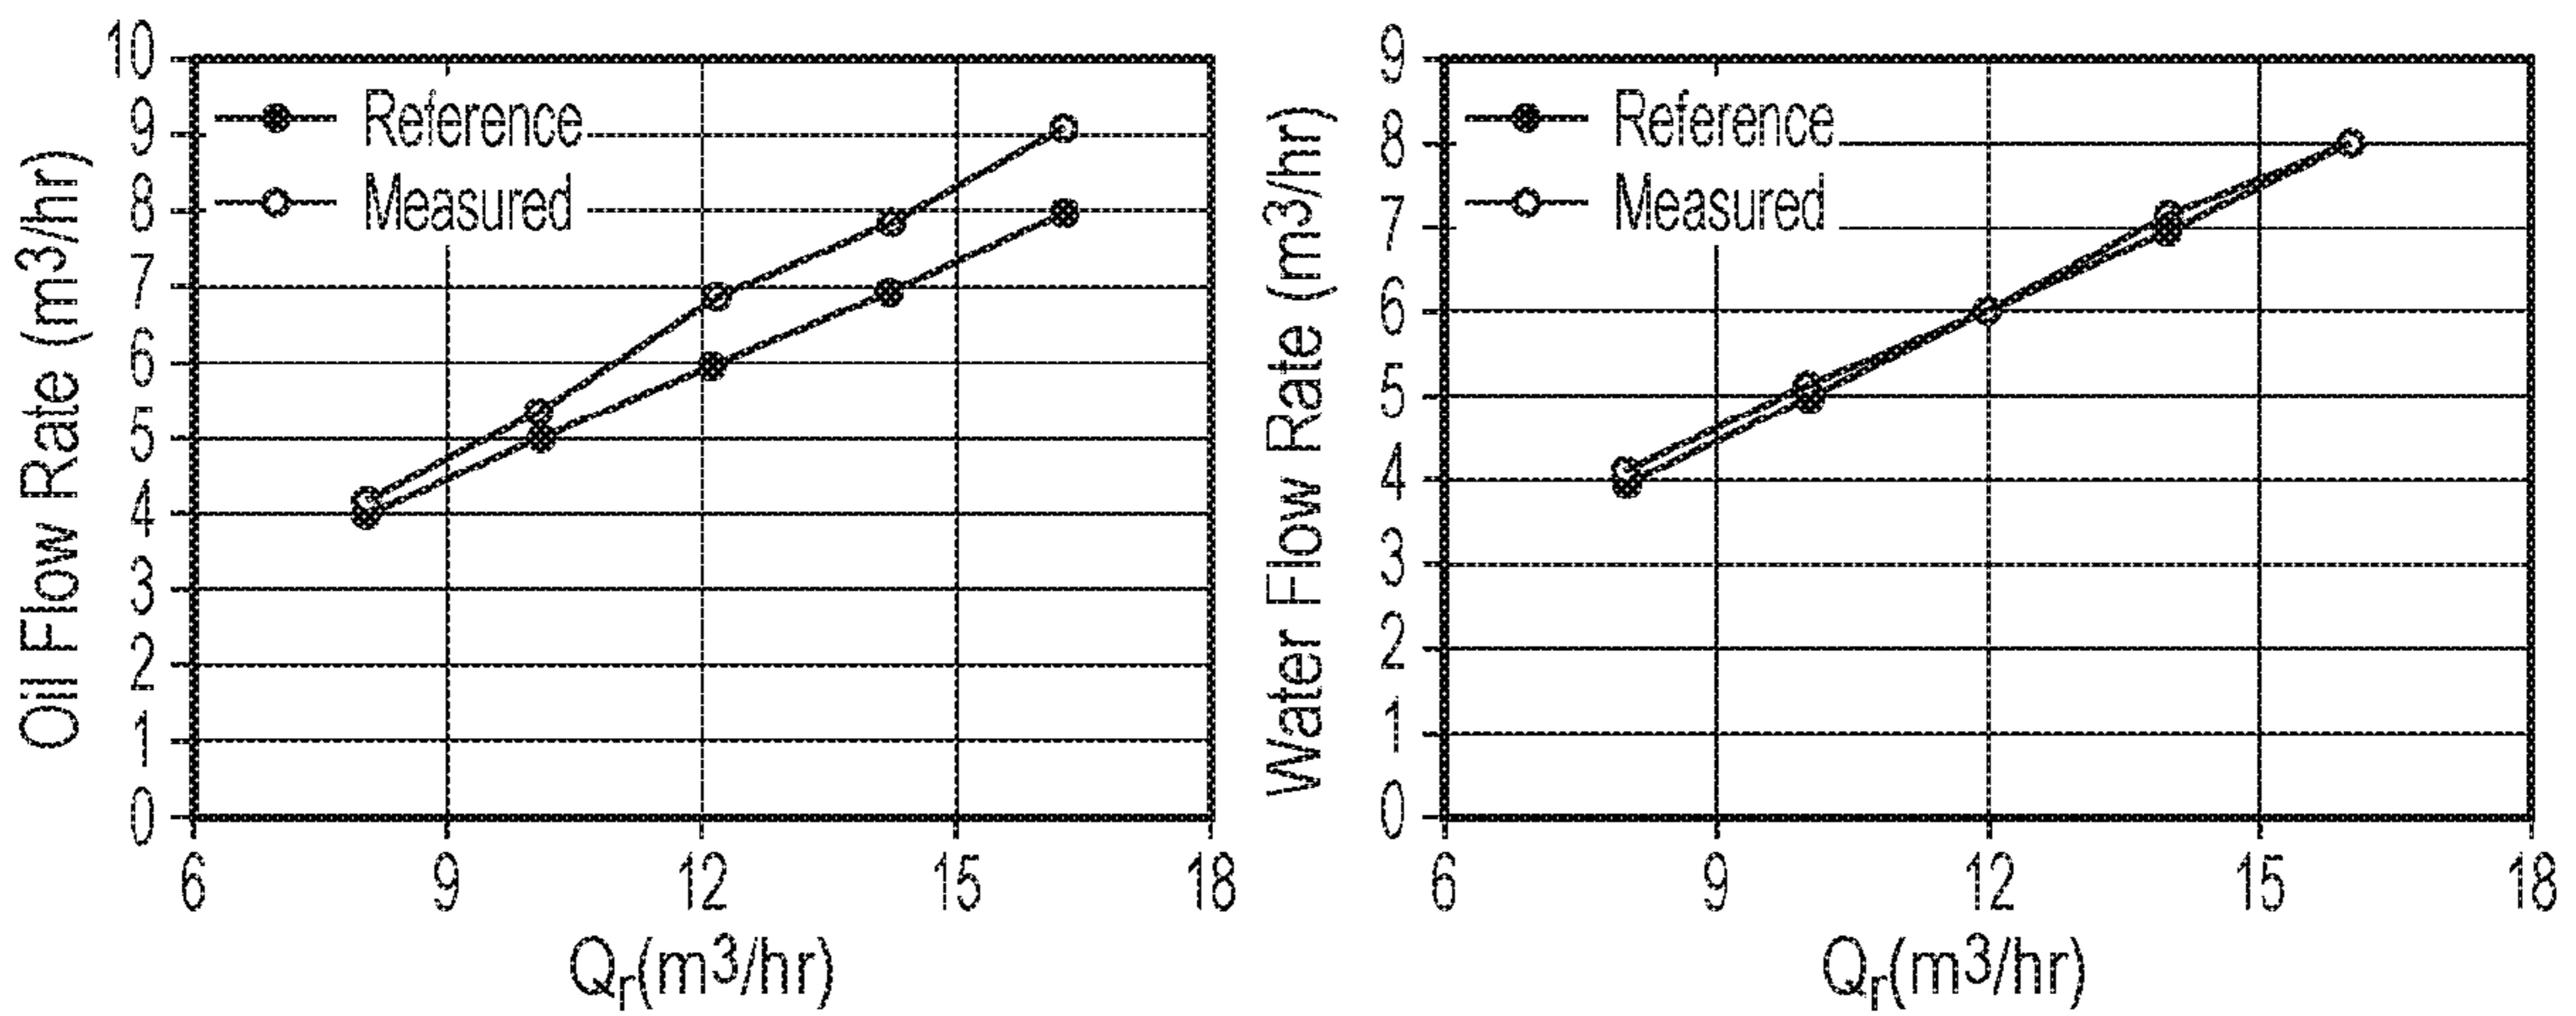 Oil Flow Rate (m3/hr)
10
9
8
7
6
5
4
3
2
1
0
Reference
Measured
6 9 12 15 18
Qr(m3/hr)
Water Flow Rate (m3/hr)
9
8
7
6
5
4
3
2
1
0
Reference
Measured
6 9 12 15 18
Qr(m3/hr)